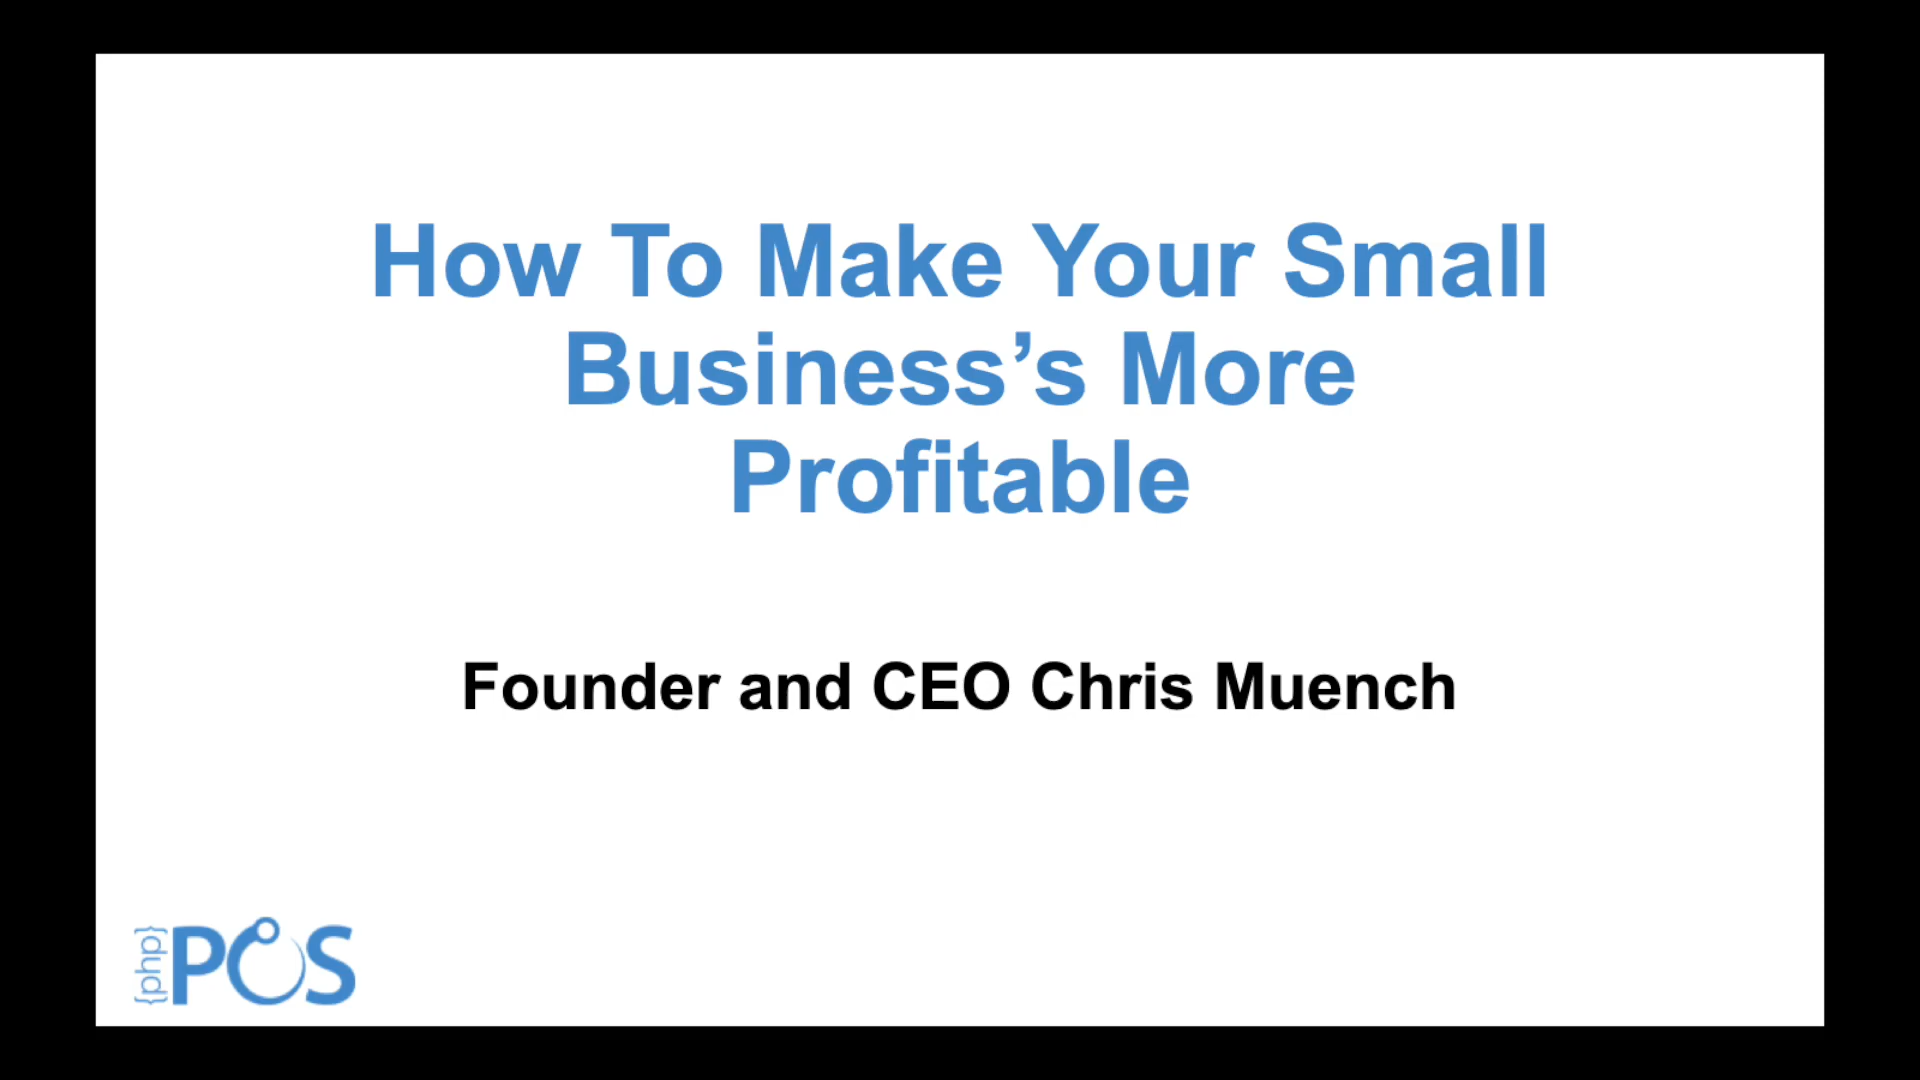 How To Make Your Small
Business’s More
Profitable
Founder and CEO Chris Muench
{php}
POS